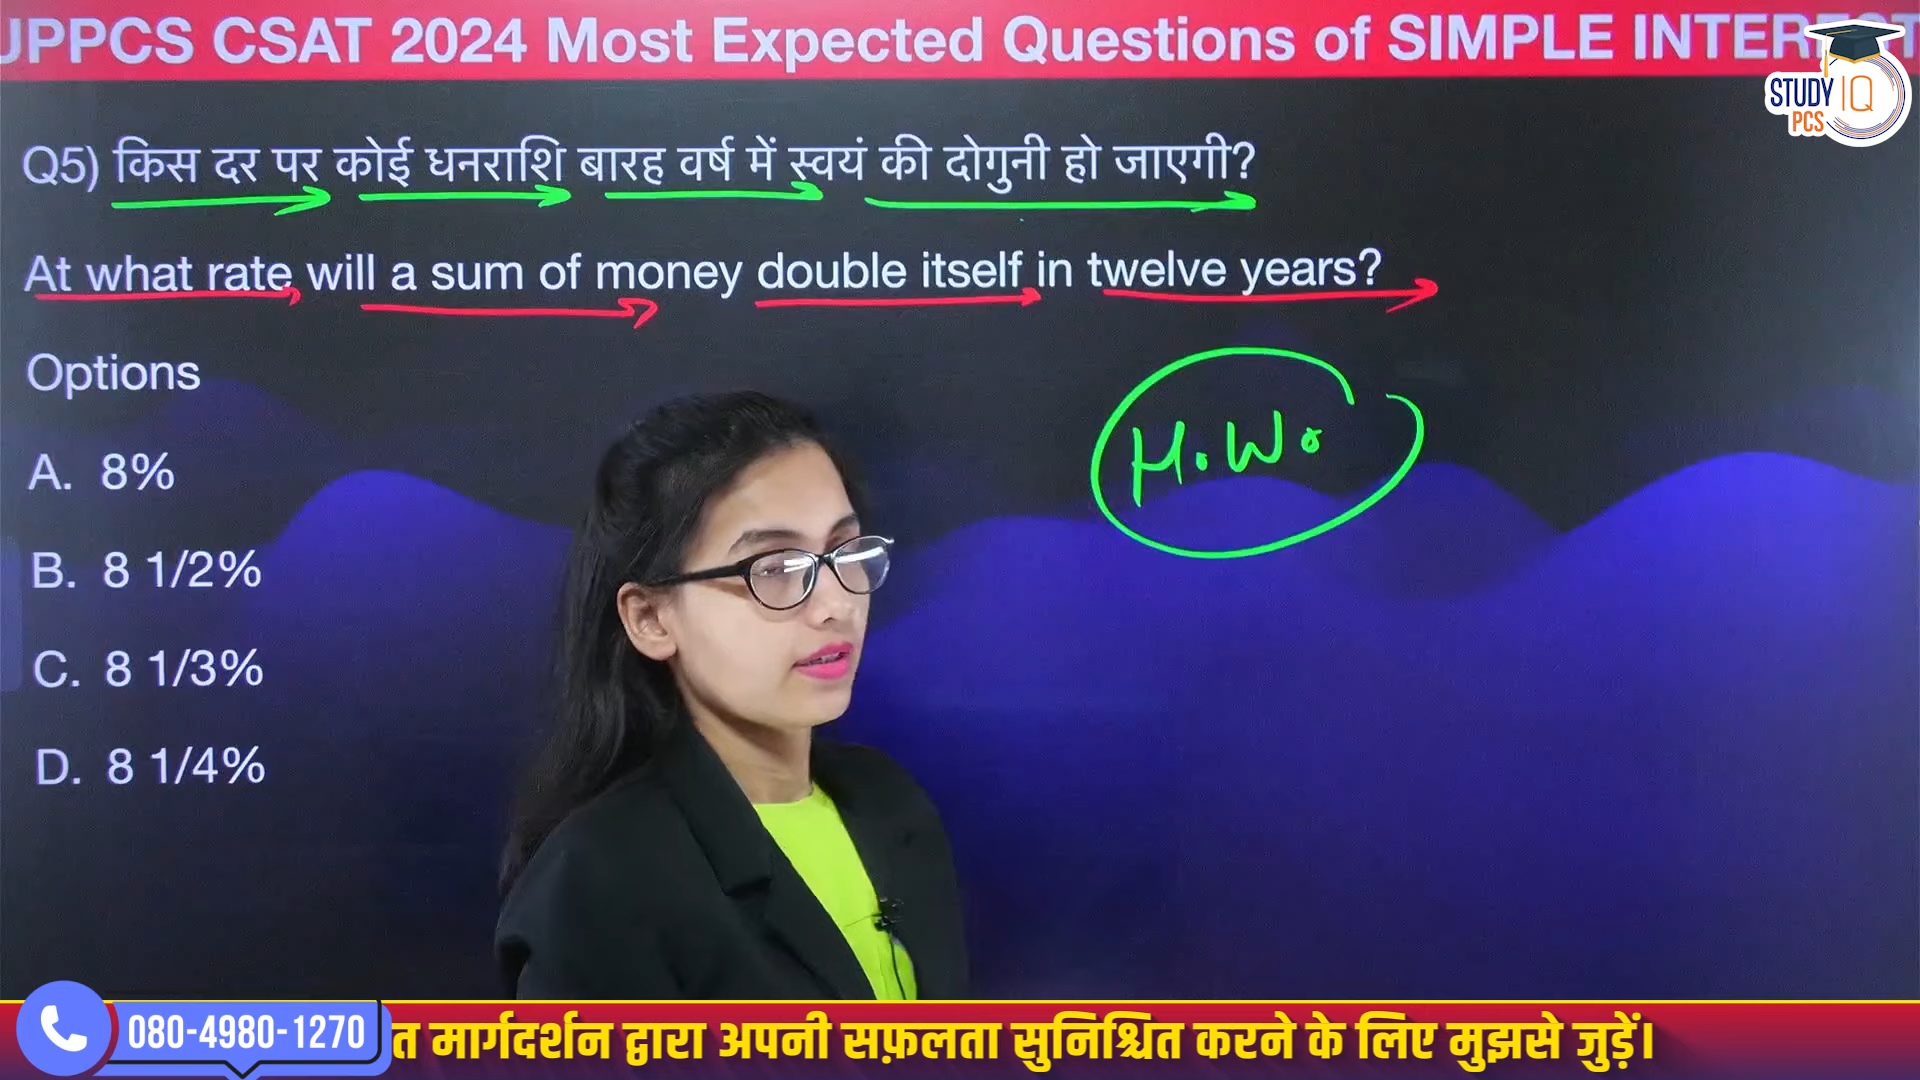 UPPCS CSAT 2024 Most Expected Questions of SIMPLE INTEREST
STUDY IQ
PCS
Q5) किस दर पर कोई धनराशि बारह वर्ष में स्वयं की दोगुनी हो जाएगी?
At what rate will a sum of money double itself in twelve years?
Options
H.W.
A. 8%
B. 8 1/2%
C. 8 1/3%
D. 8 1/4%
080-4980-1270
त मार्गदर्शन द्वारा अपनी सफ़लता सुनिश्चित करने के लिए मुझसे जुड़ें।